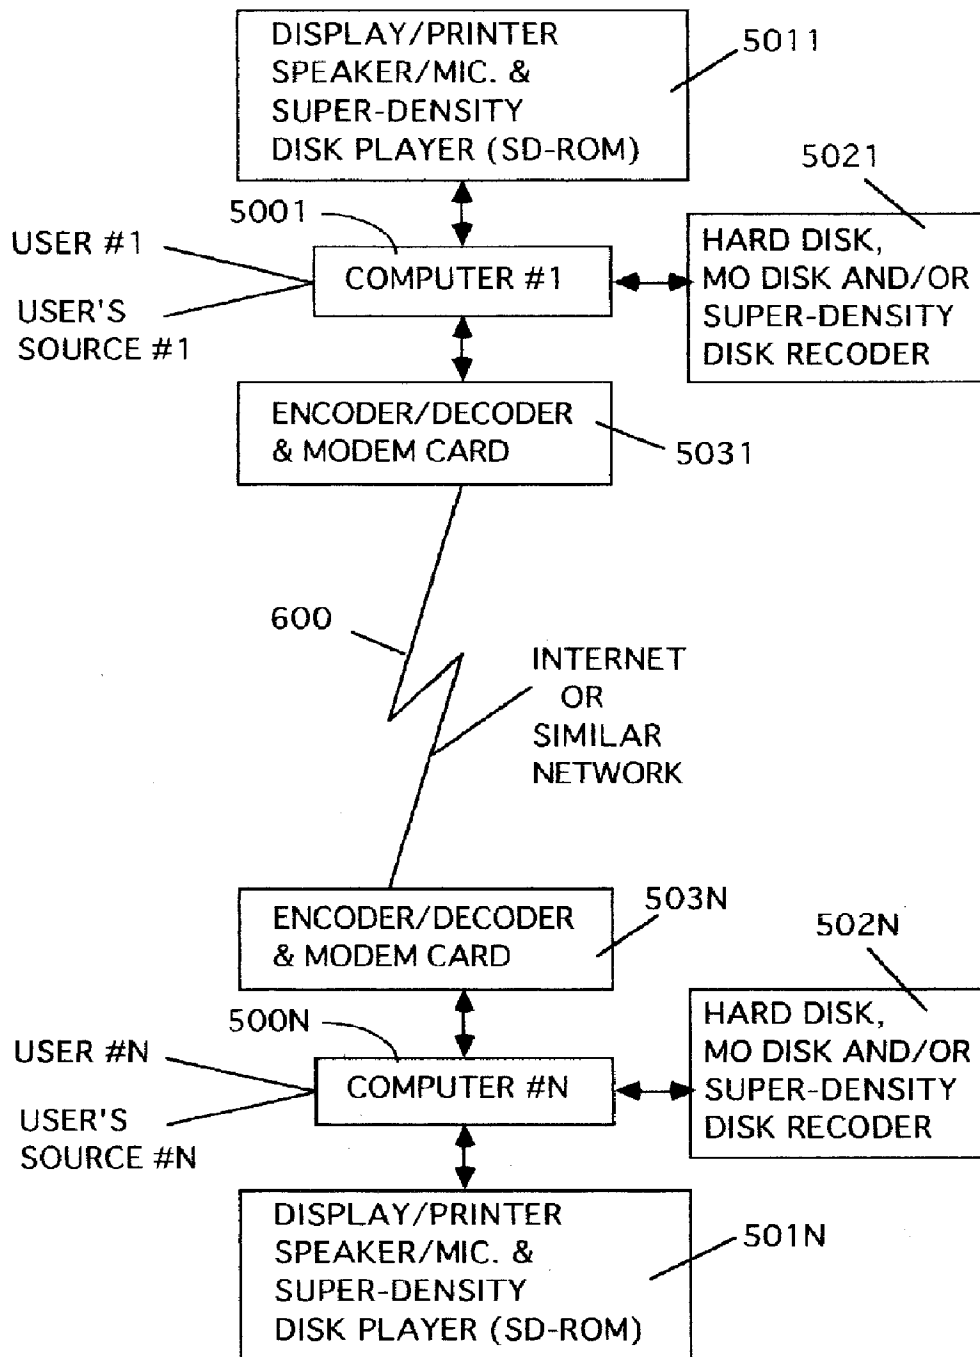 DISPLAY/PRINTER
SPEAKER/MIC. &
SUPER-DENSITY
DISK PLAYER (SD-ROM)
5011
5021
5001
USER #1
USER'S
SOURCE #1
COMPUTER #1
HARD DISK,
MO DISK AND/OR
SUPER-DENSITY
DISK RECODER
ENCODER/DECODER
& MODEM CARD
5031
600
INTERNET
OR
SIMILAR
NETWORK
ENCODER/DECODER
& MODEM CARD
503N
502N
500N
USER #N
USER'S
SOURCE #N
COMPUTER #N
HARD DISK,
MO DISK AND/OR
SUPER-DENSITY
DISK RECODER
DISPLAY/PRINTER
SPEAKER/MIC. &
SUPER-DENSITY
DISK PLAYER (SD-ROM)
501N